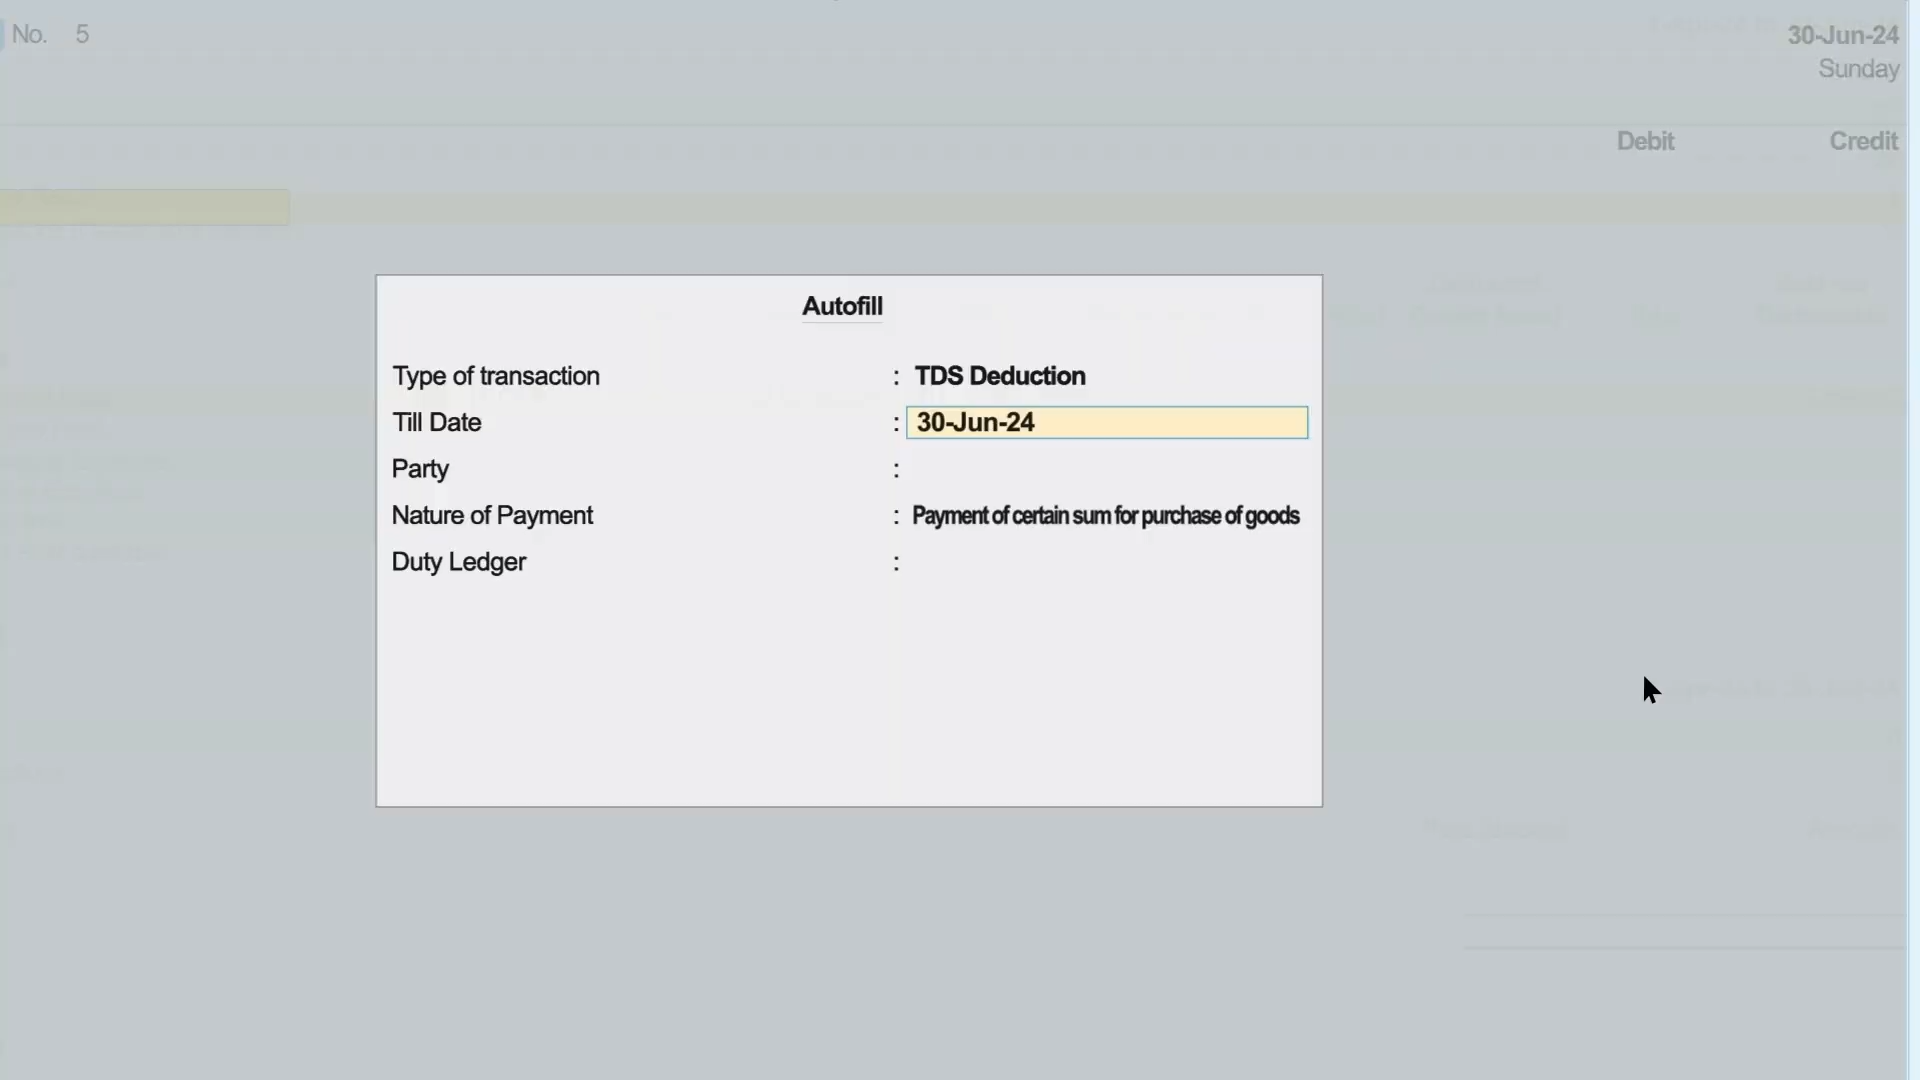 No. 5
30-Jun-24
Sunday
Debit Credit
Autofill
Type of transaction : TDS Deduction
Till Date : 30-Jun-24
Party :
Nature of Payment : Payment of certain sum for purchase of goods
Duty Ledger :